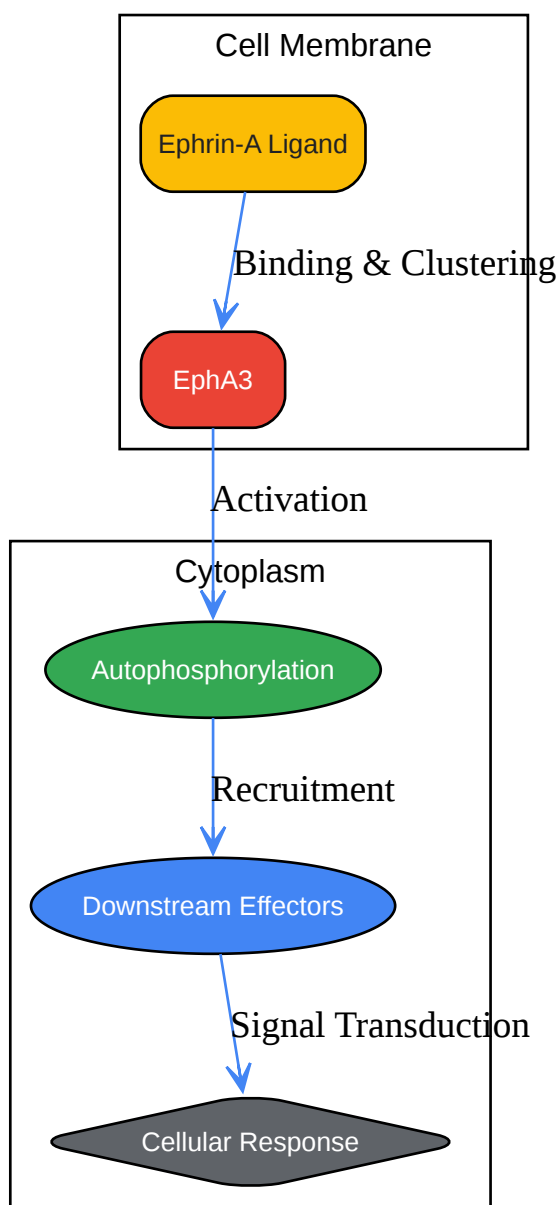 Cell Membrane
Ephrin-A Ligand
Binding & Clustering
EphA3
Activation
Cytoplasm
Autophosphorylation
Recruitment
Downstream Effectors
Signal Transduction
Cellular Response